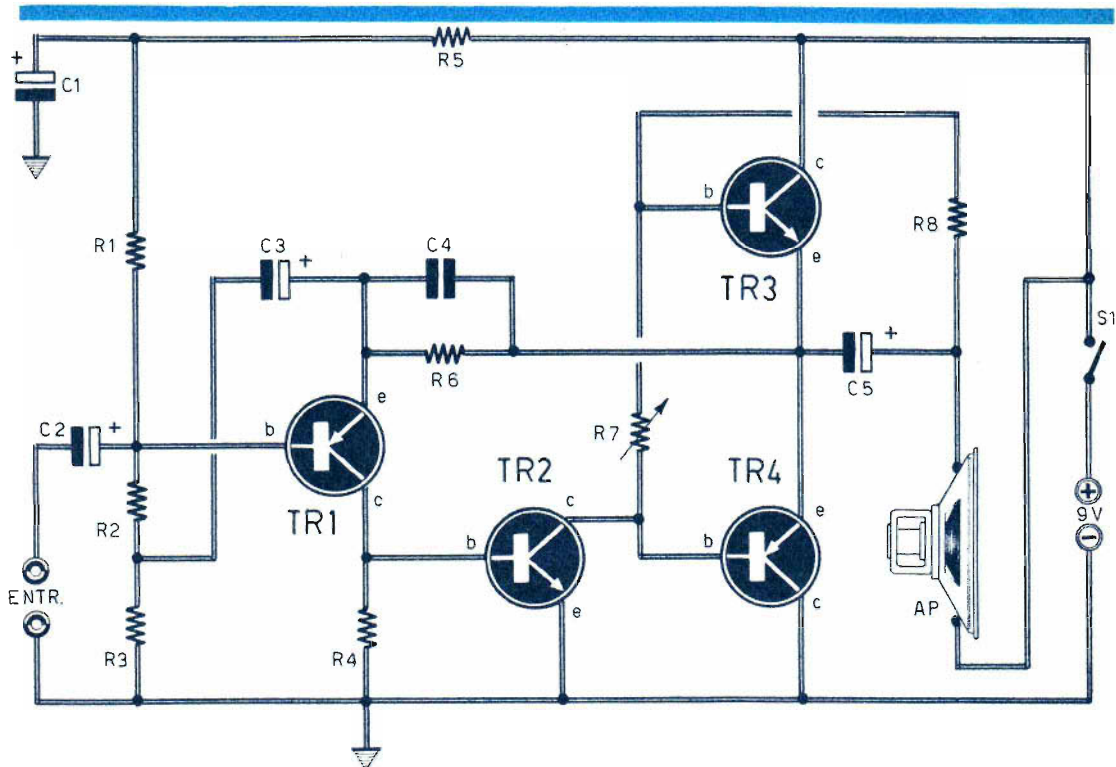 +
C1
R5
R1
C3
+
C4
b
c
e
TR3
R8
S1
R6
C5
+
C2
+
b
e
c
TR1
R7
TR2
TR4
R2
b
c
e
b
e
c
+
9V
−
ENTR.
AP
R3
R4